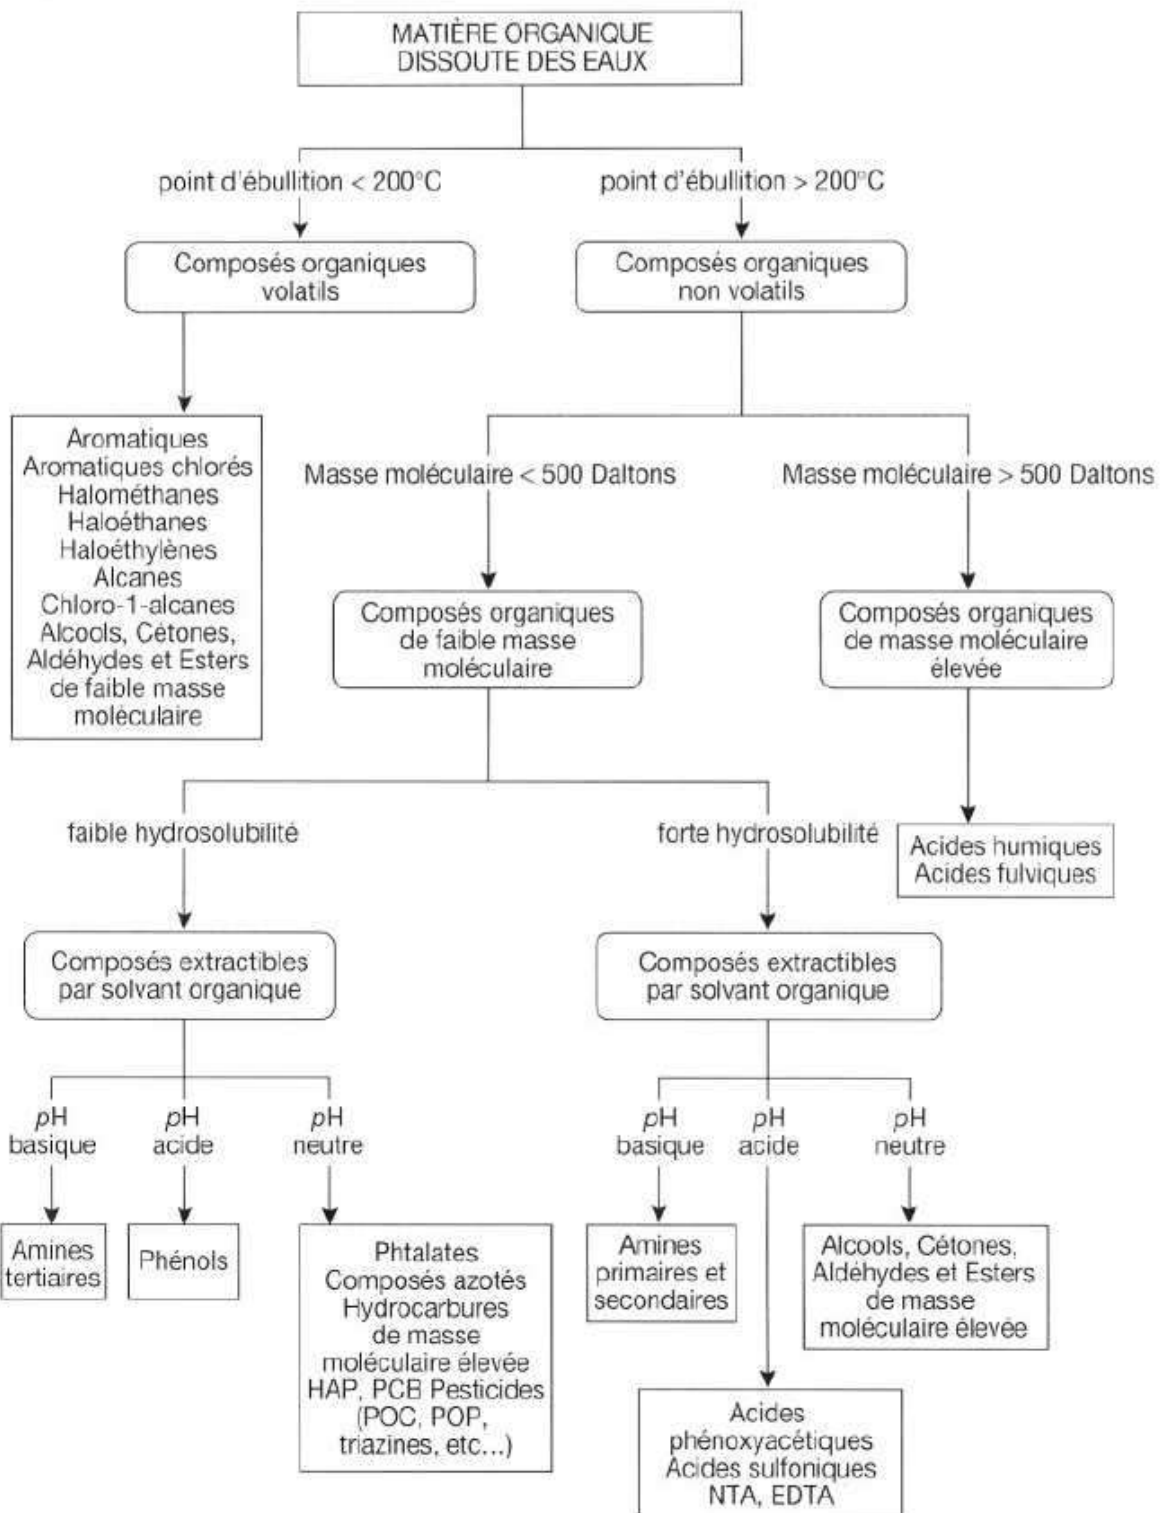 MATIÈRE ORGANIQUE
DISSOUTE DES EAUX
point d'ébullition < 200°C
point d'ébullition > 200°C
Composés organiques
volatils
Composés organiques
non volatils
Aromatiques
Aromatiques chlorés
Halométhanes
Haloéthanes
Haloéthylènes
Alcanes
Chloro-1-alcanes
Alcools, Cétones,
Aldéhydes et Esters
de faible masse
moléculaire
Masse moléculaire < 500 Daltons
Masse moléculaire > 500 Daltons
Composés organiques
de faible masse
moléculaire
Composés organiques
de masse moléculaire
élevée
faible hydrosolubilité
forte hydrosolubilité
Acides humiques
Acides fulviques
Composés extractibles
par solvant organique
Composés extractibles
par solvant organique
pH
basique
pH
acide
pH
neutre
pH
basique
pH
acide
pH
neutre
Amines
tertiaires
Phénols
Phtalates
Composés azotés
Hydrocarbures
de masse
moléculaire élevée
HAP, PCB Pesticides
(POC, POP,
triazines, etc...)
Amines
primaires et
secondaires
Alcools, Cétones,
Aldéhydes et Esters
de masse
moléculaire élevée
Acides
phénoxyacétiques
Acides sulfoniques
NTA, EDTA